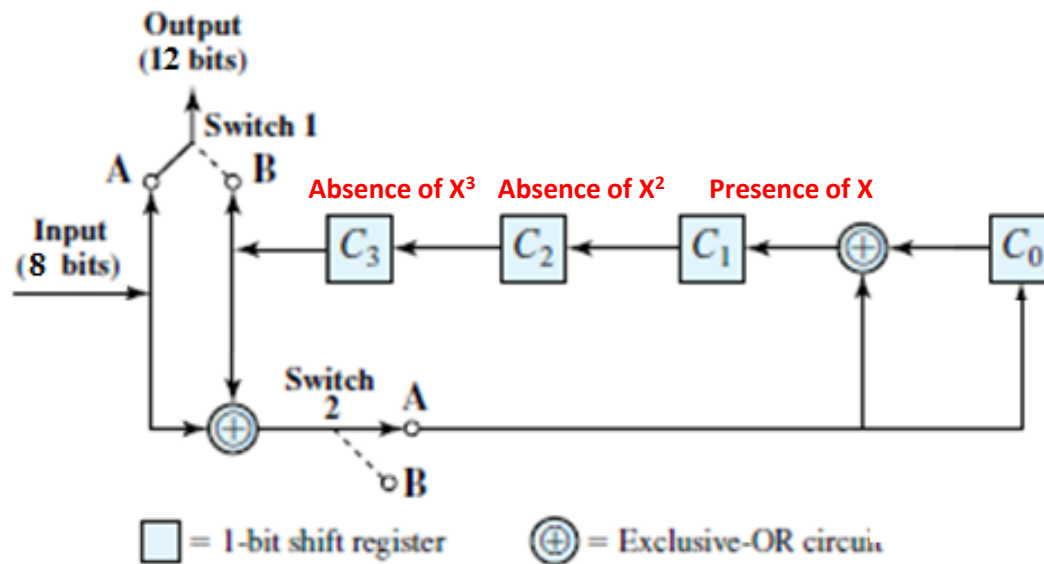 Output
(12 bits)
Switch 1
A
B
Absence of X³ Absence of X² Presence of X
Input
(8 bits)
C₃ C₂ C₁ C₀
Switch
2
A
B
= 1-bit shift register = Exclusive-OR